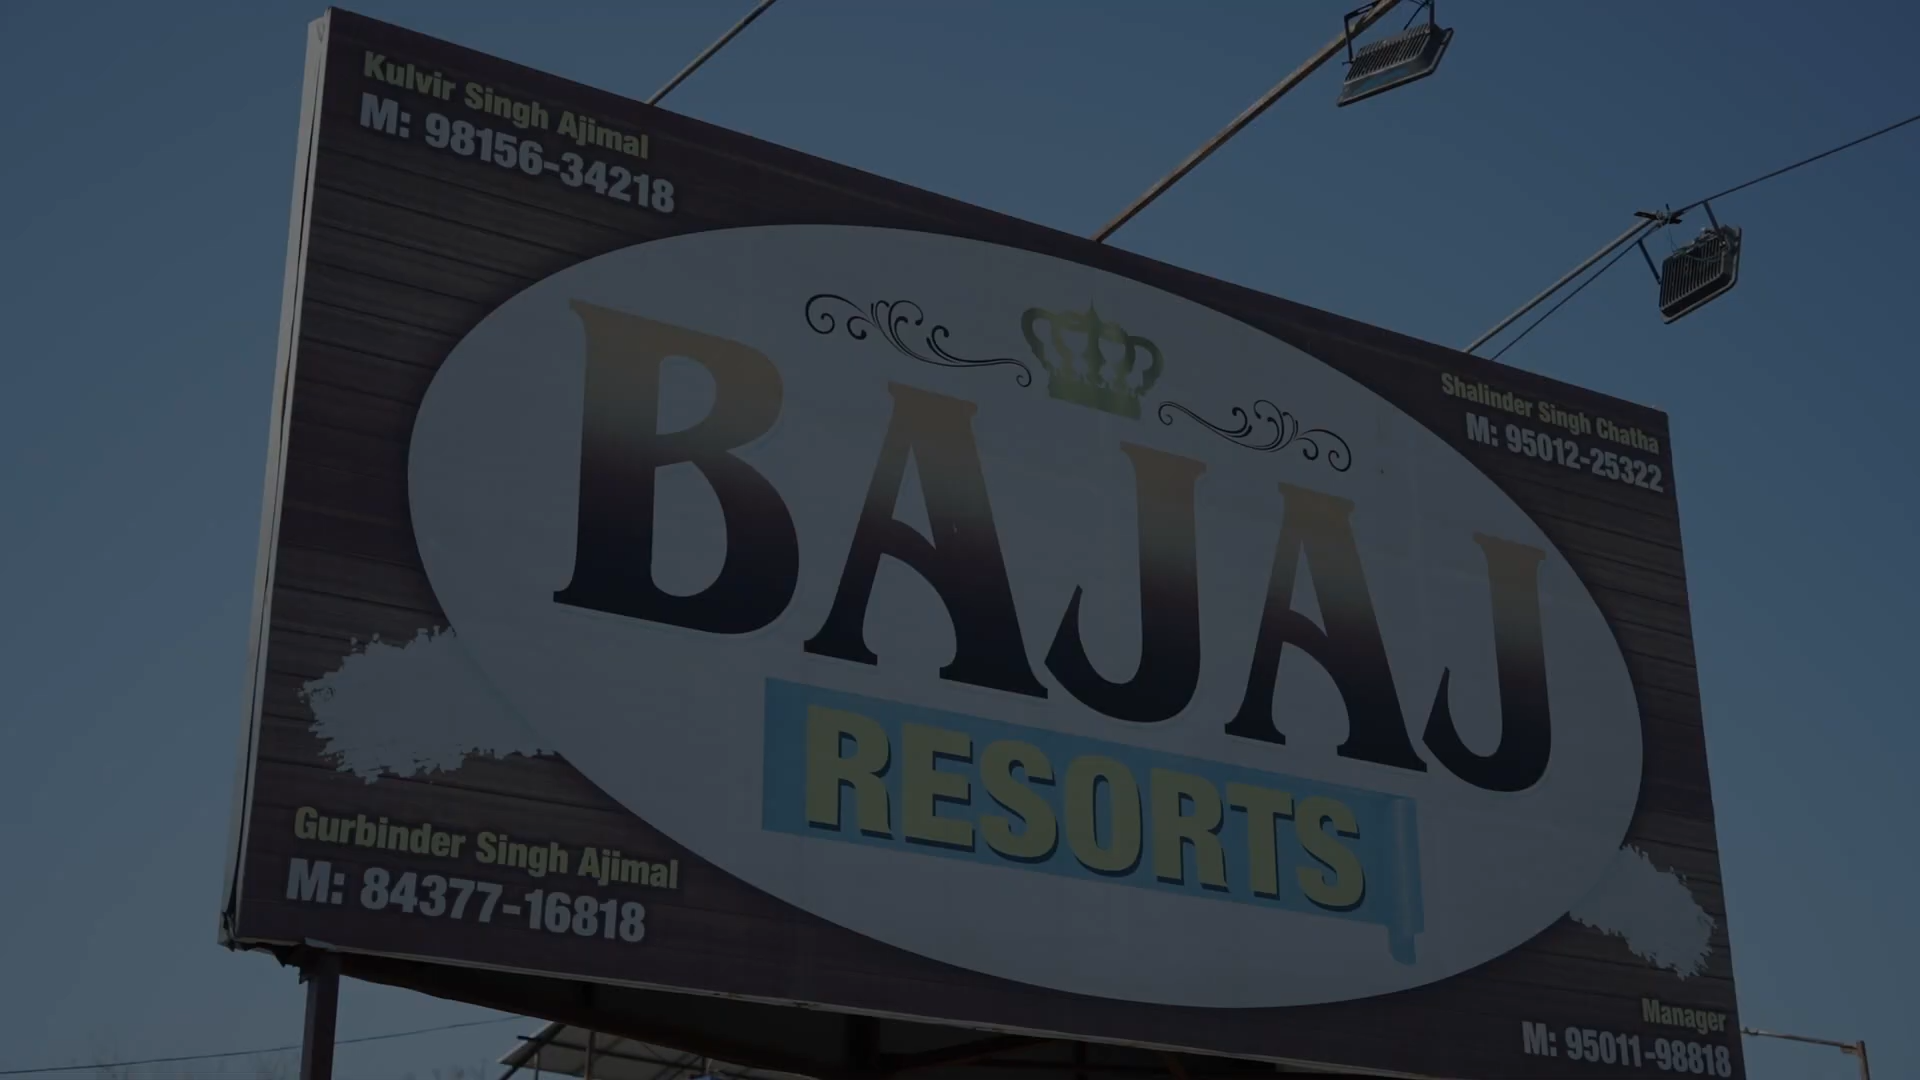 Kulvir Singh Ajimal
M: 98156-34218
Shalinder Singh Chatha
M: 95012-25322
BAJAJ
RESORTS
Gurbinder Singh Ajimal
M: 84377-16818
Manager
M: 95011-98818